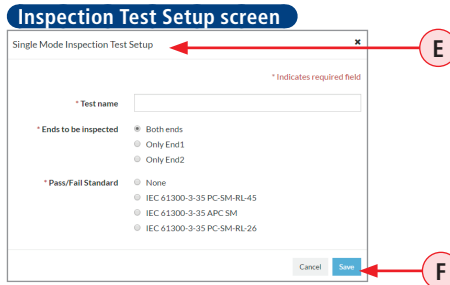 Inspection Test Setup screen
Single Mode Inspection Test Setup ×
E
* Indicates required field
* Test name
* Ends to be inspected Both ends
Only End1
Only End2
* Pass/Fail Standard None
IEC 61300-3-35 PC-SM-RL-45
IEC 61300-3-35 APC SM
IEC 61300-3-35 PC-SM-RL-26
Cancel Save
F